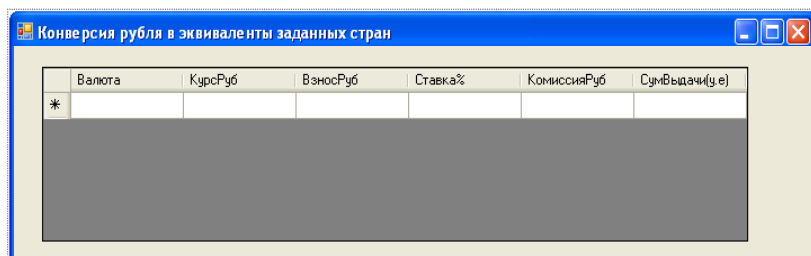 Конверсия рубля в эквиваленты заданных стран
Валюта КурсРуб ВзносРуб Ставка% КомиссияРуб СумВыдачи(у.е)